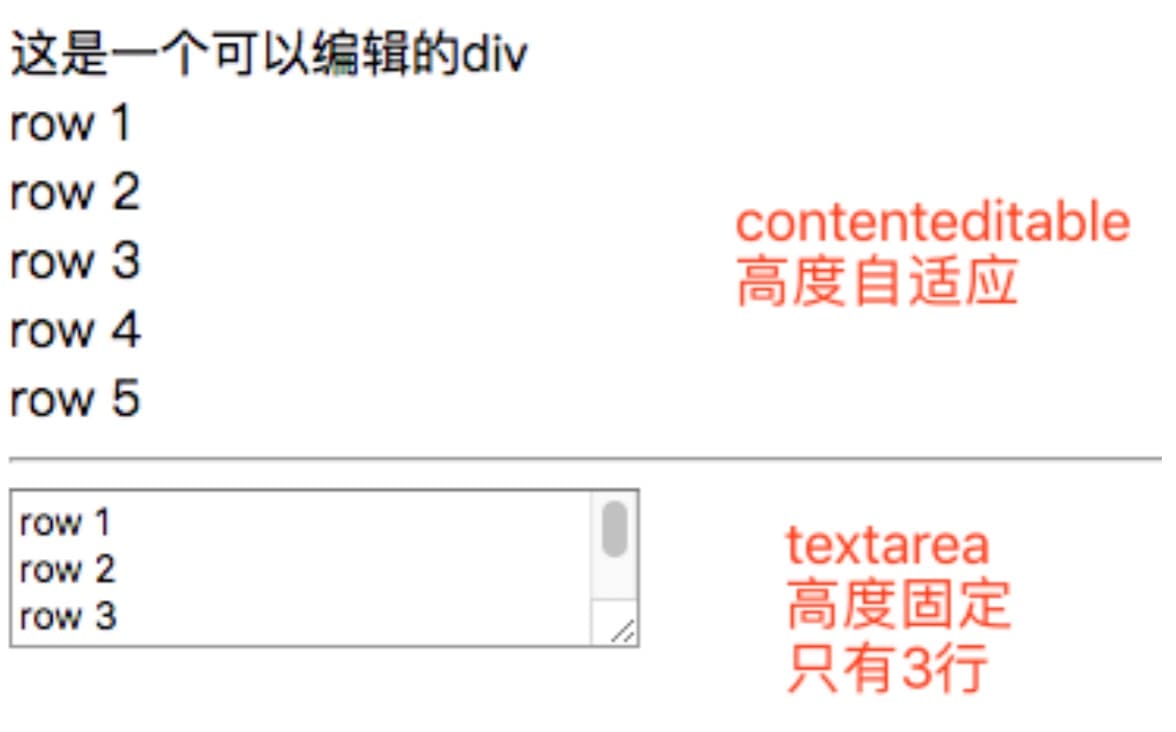 这是一个可以编辑的div
row 1
row 2
row 3
row 4
row 5
contenteditable
高度自适应
row 1
row 2
row 3
textarea
高度固定
只有3行